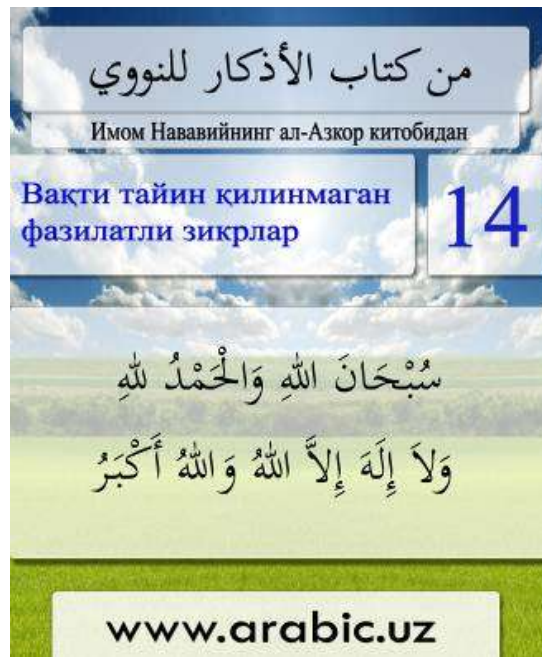 من كتاب الأذكار للنووي
Имом Нававийнинг ал-Азкор китобидан
Вақти тайин қилинмаган
фазилатли зикрлар
14
سُبْحَانَ اللهِ وَالْحَمْدُ لِلهِ
وَلاَ إِلَهَ إِلاَّ اللهُ وَاللهُ أَكْبَرُ
www.arabic.uz